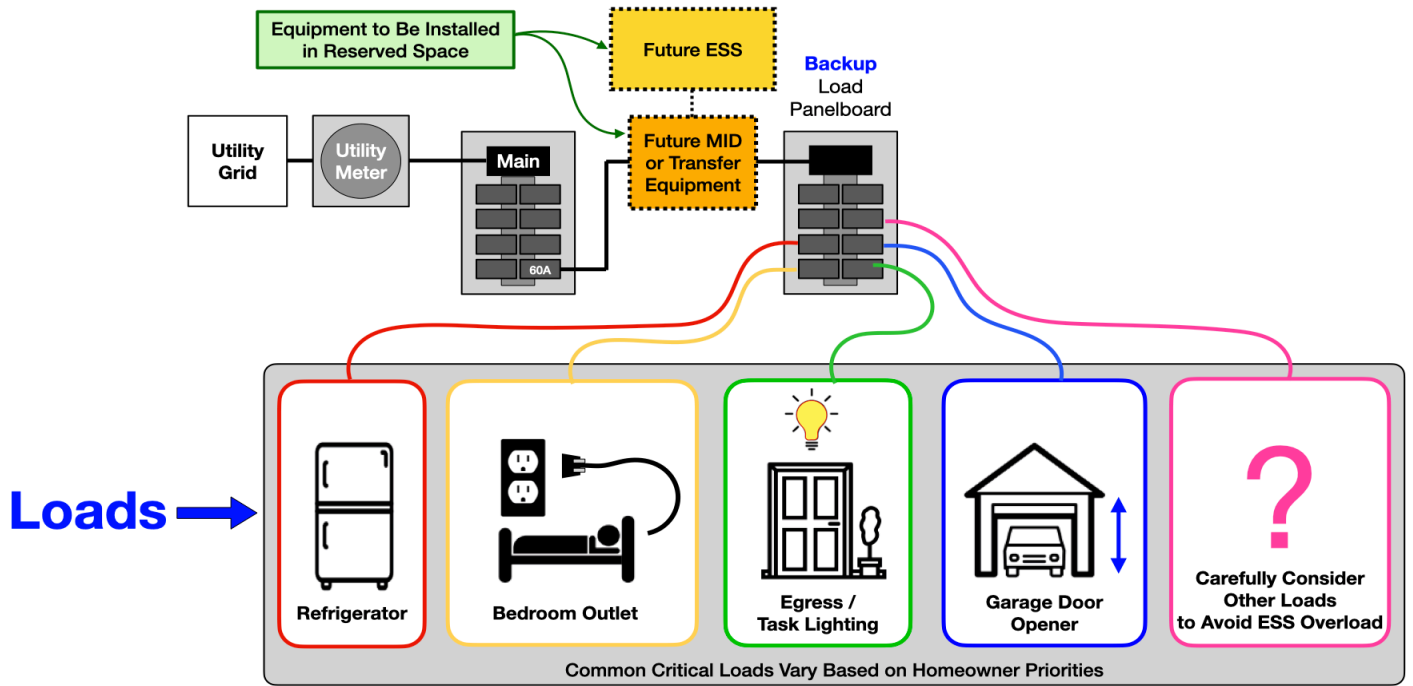 Equipment to Be Installed
in Reserved Space
Future ESS
Backup
Load
Panelboard
Utility
Grid
Utility
Meter
Main
60A
Future MID
or Transfer
Equipment
Loads
Refrigerator
Bedroom Outlet
Egress /
Task Lighting
Garage Door
Opener
?
Carefully Consider
Other Loads
to Avoid ESS Overload
Common Critical Loads Vary Based on Homeowner Priorities